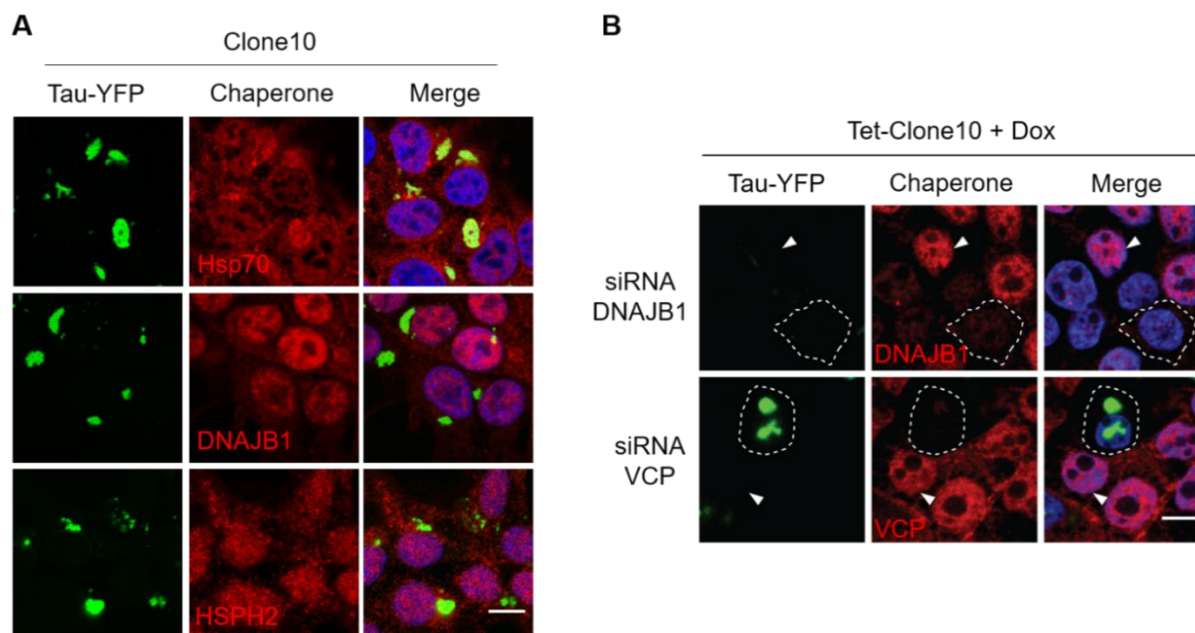 A
Clone10
Tau-YFP Chaperone Merge
Hsp70
DNAJB1
HSPH2
B
Tet-Clone10 + Dox
Tau-YFP Chaperone Merge
siRNA
DNAJB1
DNAJB1
siRNA
VCP
VCP